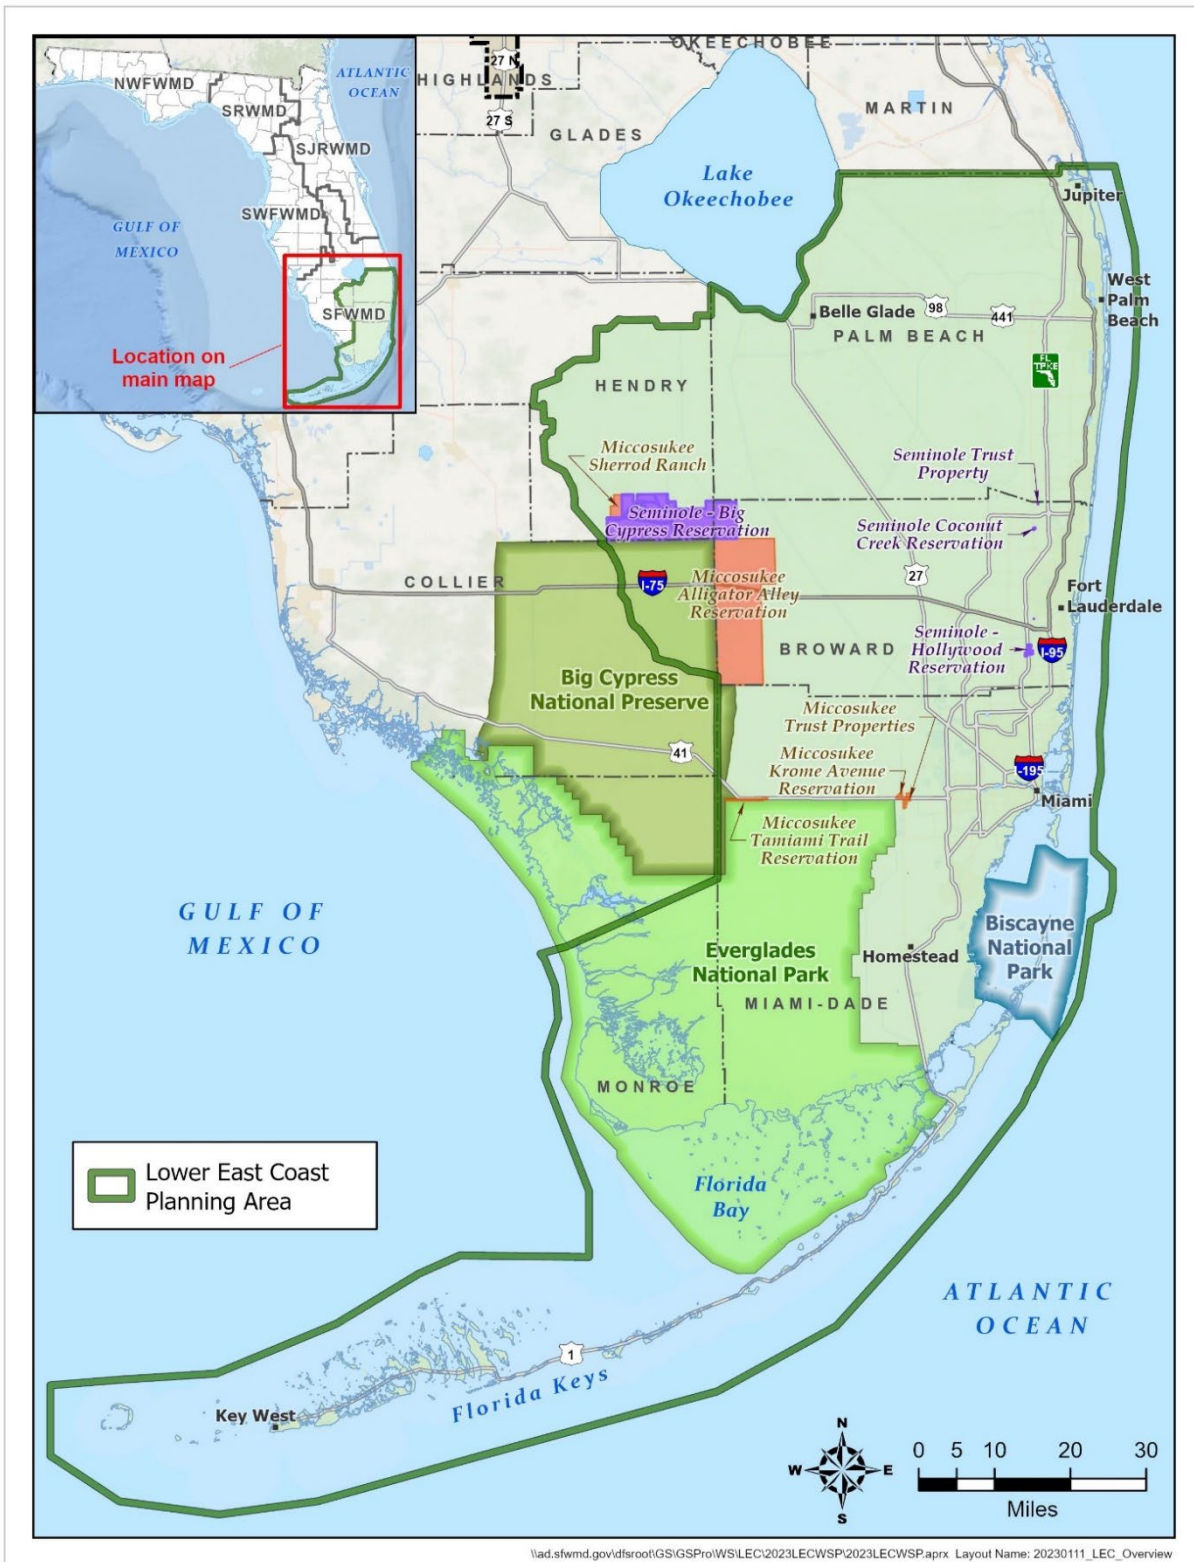 NWFWMD
SRWMD
SJRWMD
SWFWMD
SFWMD
ATLANTIC
OCEAN
GULF OF
MEXICO
Location on
main map
OKEECHOBEE
HIGHLANDS
27 N
27 S
GLADES
MARTIN
Lake
Okeechobee
Jupiter
West
Palm
Beach
Belle Glade
98
441
PALM BEACH
FL
TPKE
HENDRY
Miccosukee
Sherrod Ranch
Seminole Trust
Property
Seminole - Big
Cypress Reservation
Seminole Coconut
Creek Reservation
COLLIER
I-75
Miccosukee
Alligator Alley
Reservation
27
Fort
Lauderdale
BROWARD
Seminole -
Hollywood
Reservation
I-95
Big Cypress
National Preserve
Miccosukee
Trust Properties
41
Miccosukee
Krome Avenue
Reservation
I-195
Miami
Miccosukee
Tamiami Trail
Reservation
GULF OF
MEXICO
Everglades
National Park
Homestead
Biscayne
National
Park
MIAMI-DADE
MONROE
Lower East Coast
Planning Area
Florida
Bay
ATLANTIC
OCEAN
1
Florida Keys
Key West
N
W
E
S
0 5 10 20 30
Miles
\\ad.sfwmd.gov\dfsroot\GS\GSPro\WS\LEC\2023LECWSP\2023LECWSP.aprx Layout Name: 20230111_LEC_Overview